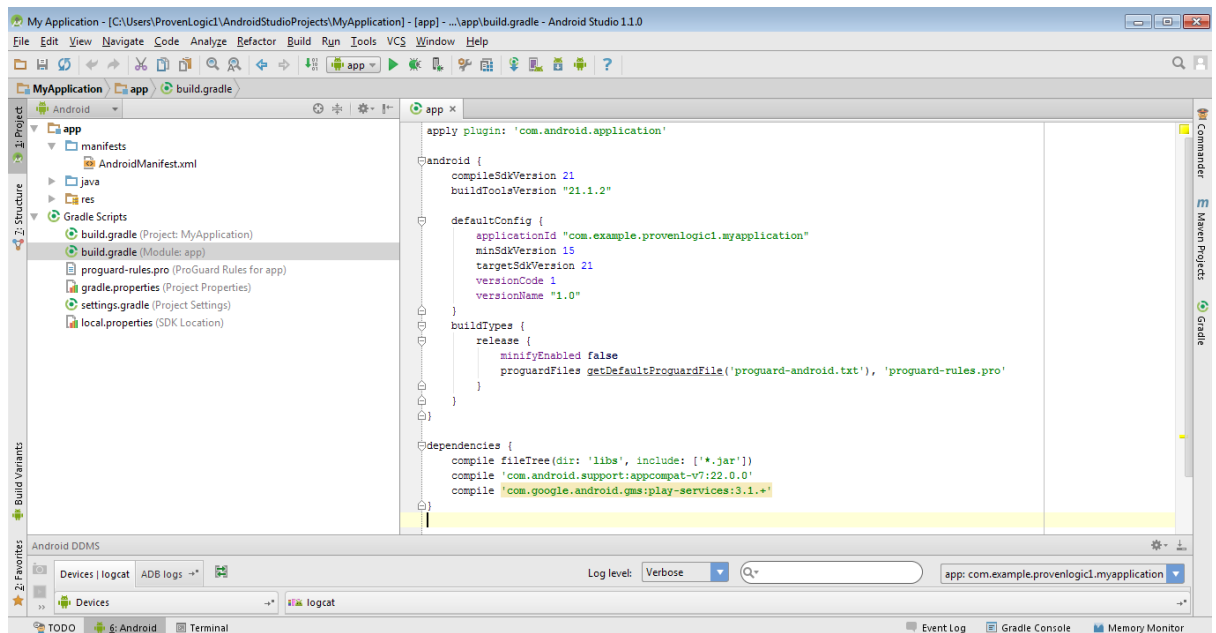 My Application - [C:\Users\ProvenLogic1\AndroidStudioProjects\MyApplication] - [app] - ...\app\build.gradle - Android Studio 1.1.0
File Edit View Navigate Code Analyze Refactor Build Run Tools VCS Window Help
app
?
MyApplication app build.gradle
1: Project
7: Structure
Build Variants
2: Favorites
Android
app
manifests
AndroidManifest.xml
java
res
Gradle Scripts
build.gradle (Project: MyApplication)
build.gradle (Module: app)
proguard-rules.pro (ProGuard Rules for app)
gradle.properties (Project Properties)
settings.gradle (Project Settings)
local.properties (SDK Location)
app
apply plugin: 'com.android.application'
android {
compileSdkVersion 21
buildToolsVersion "21.1.2"
defaultConfig {
applicationId "com.example.provenlogic1.myapplication"
minSdkVersion 15
targetSdkVersion 21
versionCode 1
versionName "1.0"
}
buildTypes {
release {
minifyEnabled false
proguardFiles getDefaultProguardFile('proguard-android.txt'), 'proguard-rules.pro'
}
}
}
dependencies {
compile fileTree(dir: 'libs', include: ['*.jar'])
compile 'com.android.support:appcompat-v7:22.0.0'
compile 'com.google.android.gms:play-services:3.1.+'
}
Commander
m Maven Projects
Gradle
Android DDMS
Devices | logcat ADB logs Log level: Verbose app: com.example.provenlogic1.myapplication
Devices logcat
TODO 6: Android Terminal Event Log Gradle Console Memory Monitor